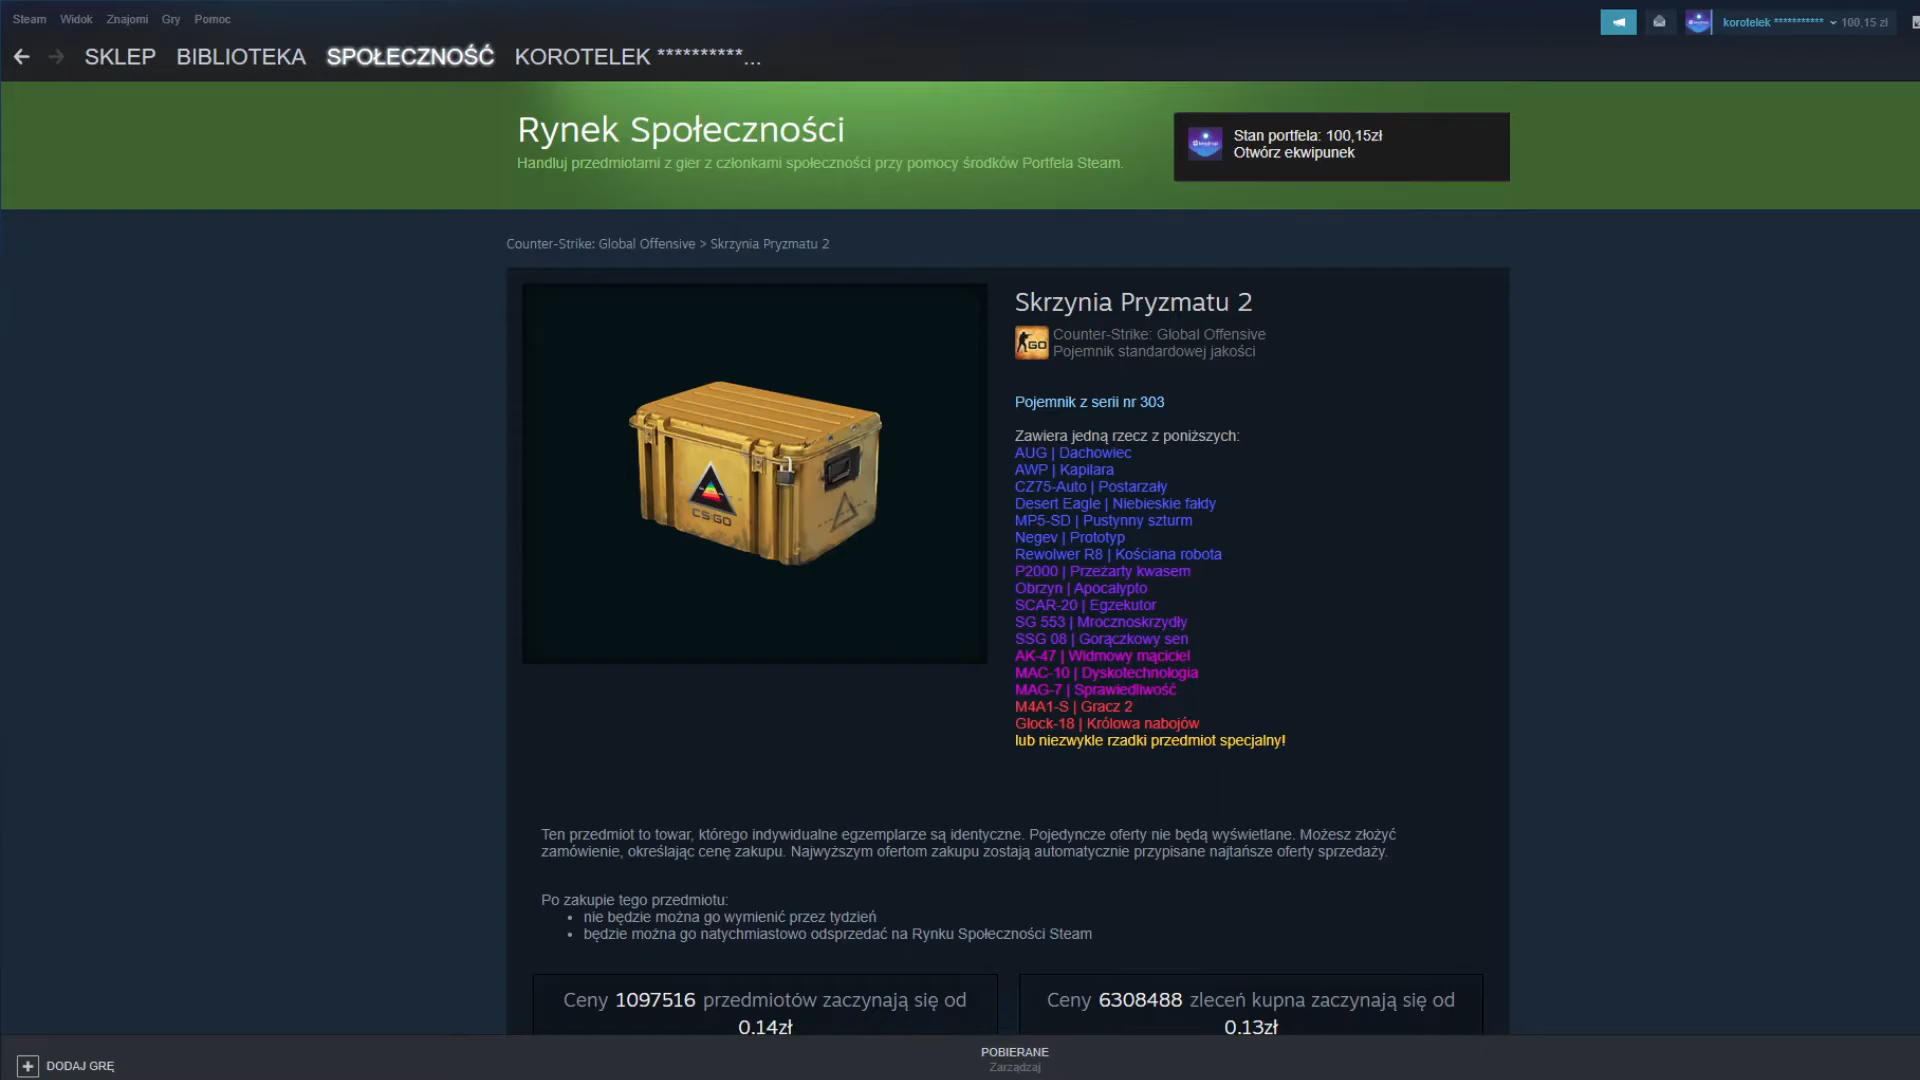 Steam Widok Znajomi Gry Pomoc
korotelek *********** 100,15 zł
SKLEP BIBLIOTEKA SPOŁECZNOŚĆ KOROTELEK **********...
Rynek Społeczności
Handluj przedmiotami z gier z członkami społeczności przy pomocy środków Portfela Steam.
Stan portfela: 100,15zł
Otwórz ekwipunek
Counter-Strike: Global Offensive > Skrzynia Pryzmatu 2
CS:GO
Skrzynia Pryzmatu 2
GO
Counter-Strike: Global Offensive
Pojemnik standardowej jakości
Pojemnik z serii nr 303
Zawiera jedną rzecz z poniższych:
AUG | Dachowiec
AWP | Kapilara
CZ75-Auto | Postarzały
Desert Eagle | Niebieskie fałdy
MP5-SD | Pustynny szturm
Negev | Prototyp
Rewolwer R8 | Kościana robota
P2000 | Przeżarty kwasem
Obrzyn | Apocalypto
SCAR-20 | Egzekutor
SG 553 | Mrocznoskrzydły
SSG 08 | Gorączkowy sen
AK-47 | Widmowy mąciciel
MAC-10 | Dyskotechnologia
MAG-7 | Sprawiedliwość
M4A1-S | Gracz 2
Glock-18 | Królowa nabojów
lub niezwykle rzadki przedmiot specjalny!
Ten przedmiot to towar, którego indywidualne egzemplarze są identyczne. Pojedyncze oferty nie będą wyświetlane. Możesz złożyć
zamówienie, określając cenę zakupu. Najwyższym ofertom zakupu zostają automatycznie przypisane najtańsze oferty sprzedaży.
Po zakupie tego przedmiotu:
• nie będzie można go wymienić przez tydzień
• będzie można go natychmiastowo odsprzedać na Rynku Społeczności Steam
Ceny 1097516 przedmiotów zaczynają się od
0,14zł
Ceny 6308488 zleceń kupna zaczynają się od
0,13zł
DODAJ GRĘ
POBIERANE
Zarządzaj